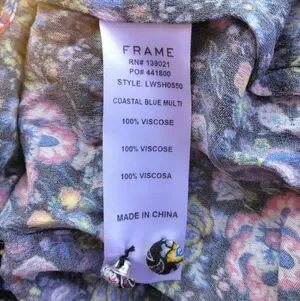 FRAME
RN# 139021
PO# 441600
STYLE. LWSH0550
COASTAL BLUE MULTI
100% VISCOSE
100% VISCOSE
100% VISCOSA
MADE IN CHINA